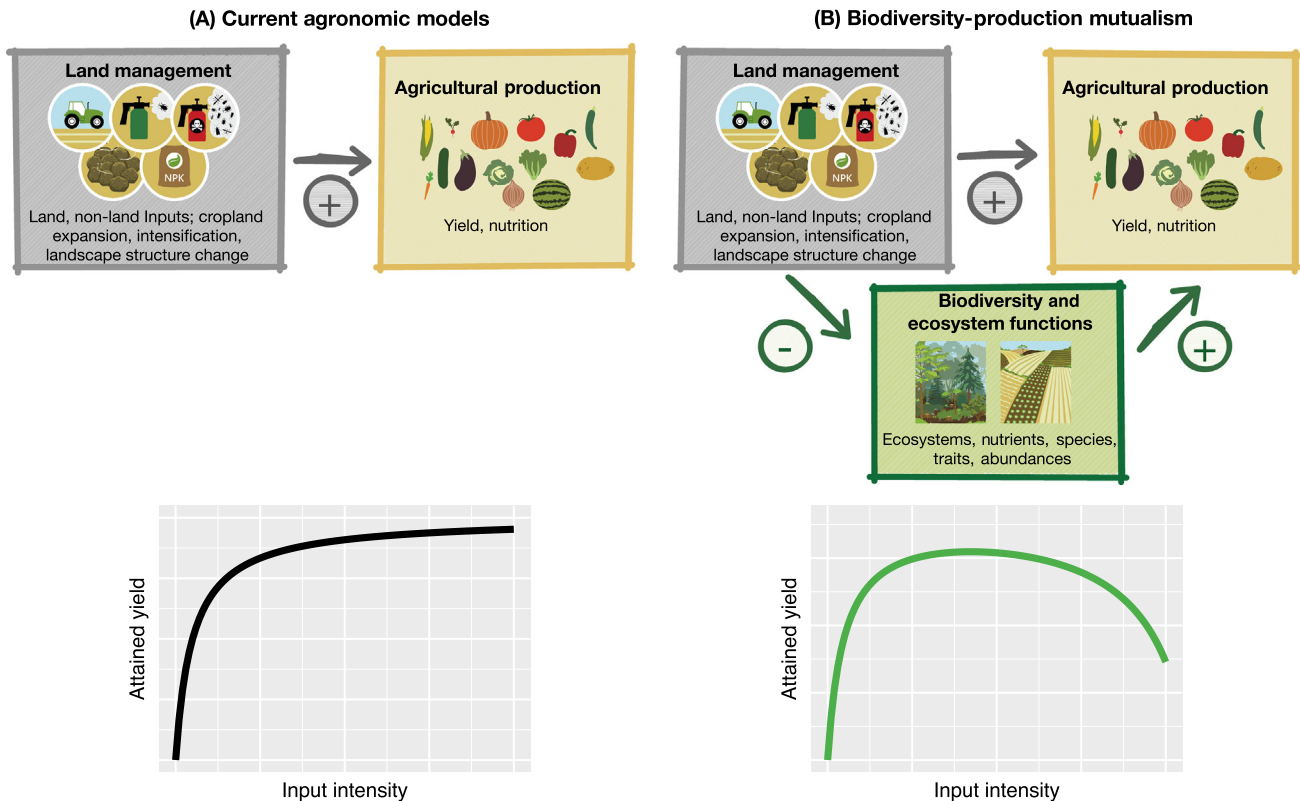 (A) Current agronomic models
Land management
NPK
Land, non-land Inputs; cropland
expansion, intensification,
landscape structure change
+
Agricultural production
Yield, nutrition
(B) Biodiversity-production mutualism
Land management
NPK
Land, non-land Inputs; cropland
expansion, intensification,
landscape structure change
+
Agricultural production
Yield, nutrition
-
Biodiversity and
ecosystem functions
Ecosystems, nutrients, species,
traits, abundances
+
Attained yield
Input intensity
Attained yield
Input intensity